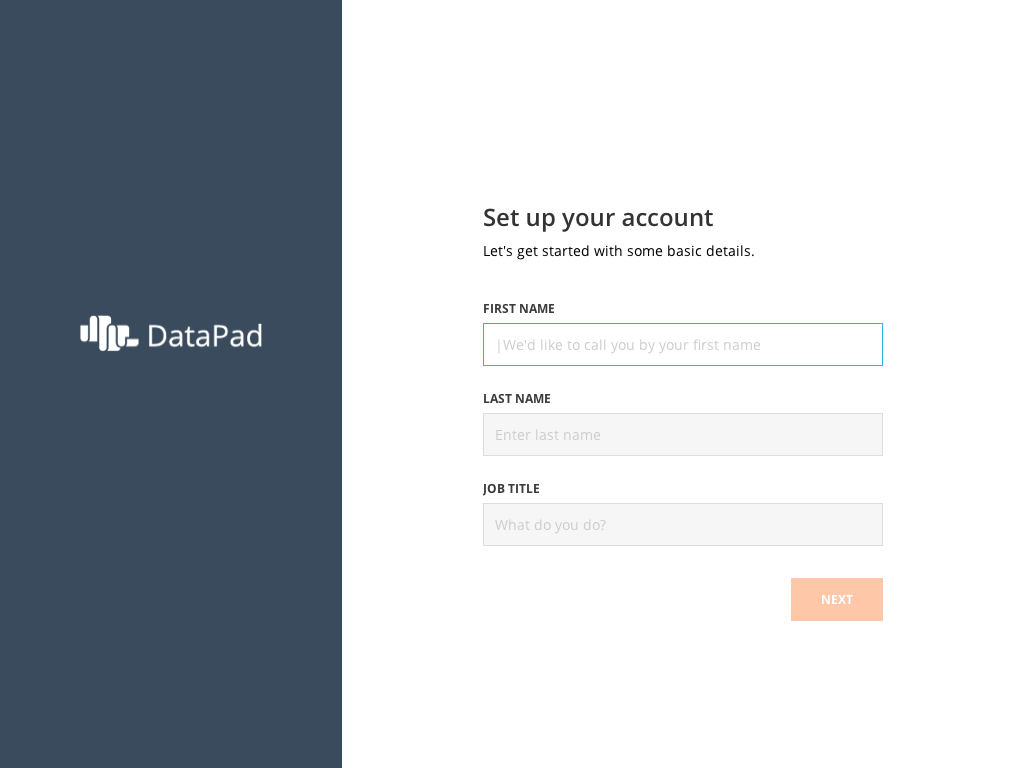 DataPad
Set up your account
Let's get started with some basic details.
FIRST NAME
We'd like to call you by your first name
LAST NAME
Enter last name
JOB TITLE
What do you do?
NEXT